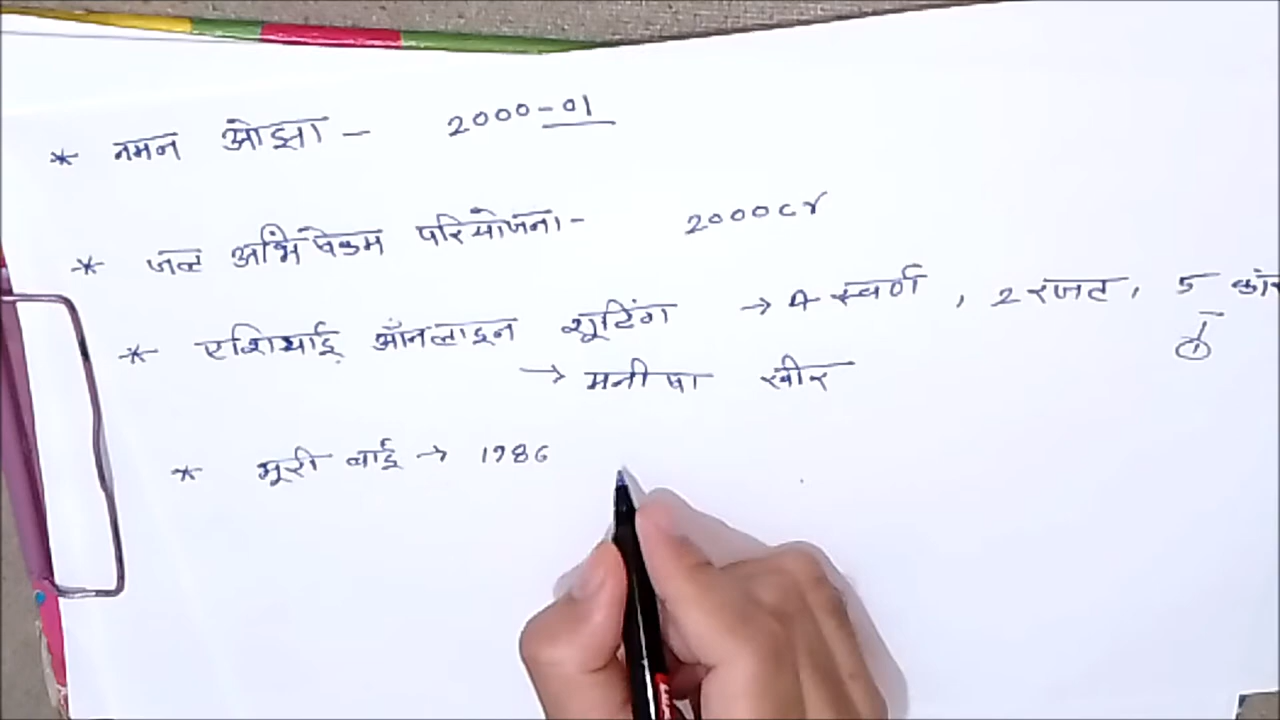 * नमन ओझा - 2000-01
* जल अभिषेकम परियोजना - 2000cr
* एशियाई ऑनलाइन शूटिंग → 4 स्वर्ण , 2 रजट, 5
→ मनीषा खीर
* भूरी बाई → 1986